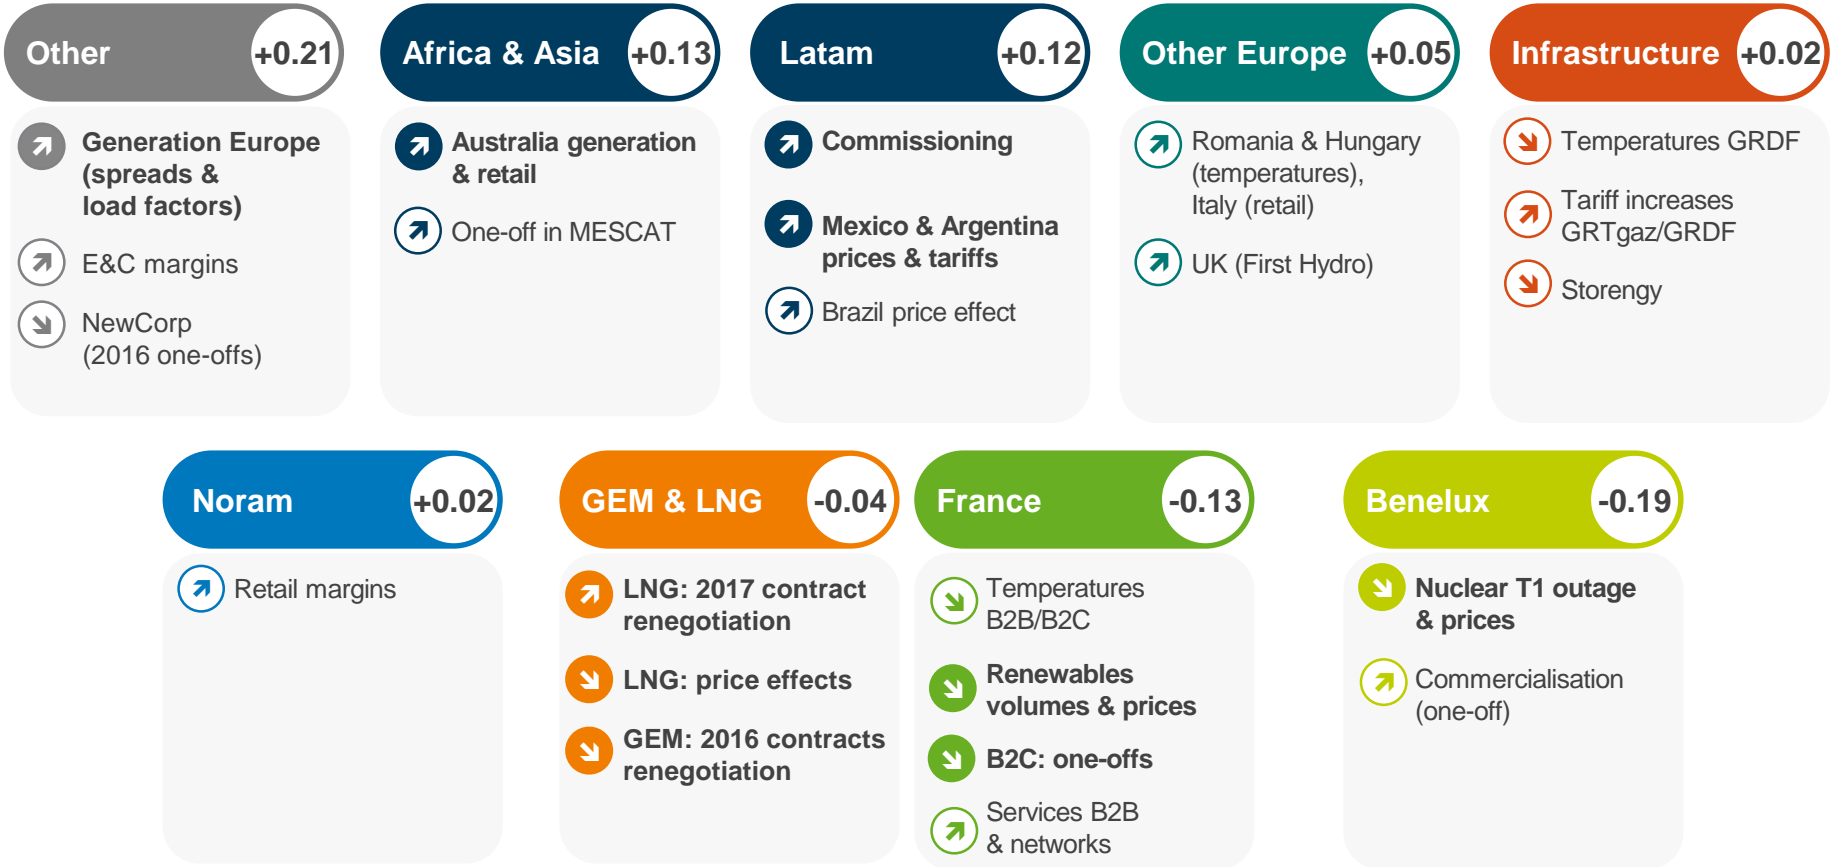 Other +0.21
Generation Europe
(spreads &
load factors)
E&C margins
NewCorp
(2016 one-offs)
Africa & Asia +0.13
Australia generation
& retail
One-off in MESCAT
Latam +0.12
Commissioning
Mexico & Argentina
prices & tariffs
Brazil price effect
Other Europe +0.05
Romania & Hungary
(temperatures),
Italy (retail)
UK (First Hydro)
Infrastructure +0.02
Temperatures GRDF
Tariff increases
GRTgaz/GRDF
Storengy
Noram +0.02
Retail margins
GEM & LNG -0.04
LNG: 2017 contract
renegotiation
LNG: price effects
GEM: 2016 contracts
renegotiation
France -0.13
Temperatures
B2B/B2C
Renewables
volumes & prices
B2C: one-offs
Services B2B
& networks
Benelux -0.19
Nuclear T1 outage
& prices
Commercialisation
(one-off)